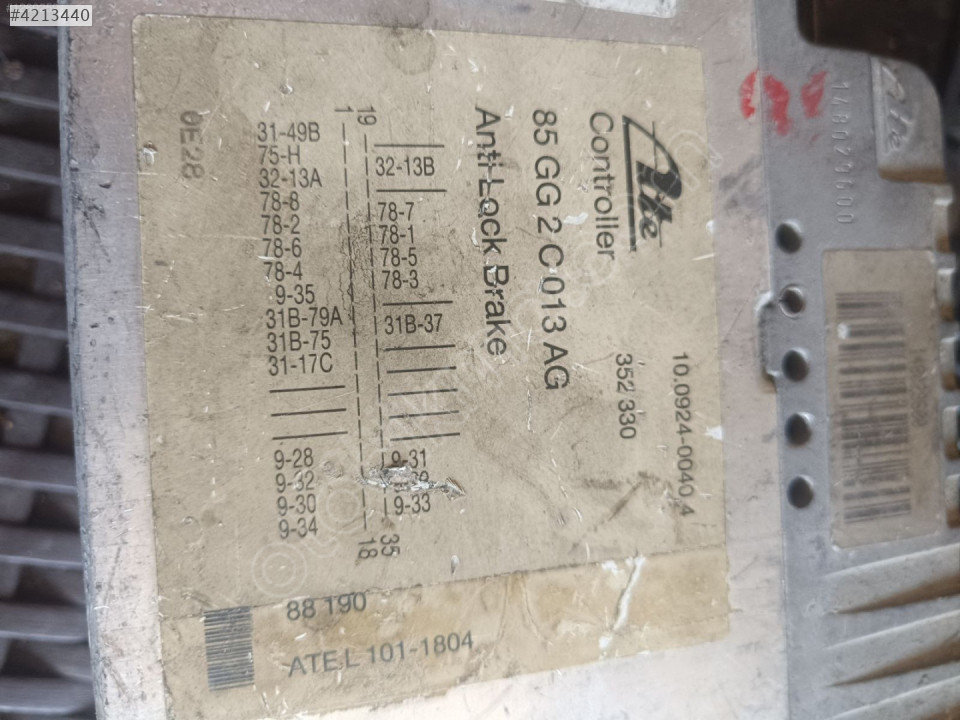 #4213440
Ate
Controller
10.0924-0040.4
85 GG 2 C 013 AG
352 330
Anti Lock Brake
19
35
32-13B
78-7
78-1
78-5
78-3
31B-37
9-31
9-33
1
18
31-49B
75-H
32-13A
78-8
78-2
78-6
78-4
9-35
31B-79A
31B-75
31-17C
9-28
9-32
9-30
9-34
0E28
88 190
ATE L 101-1804
Ate
Ate